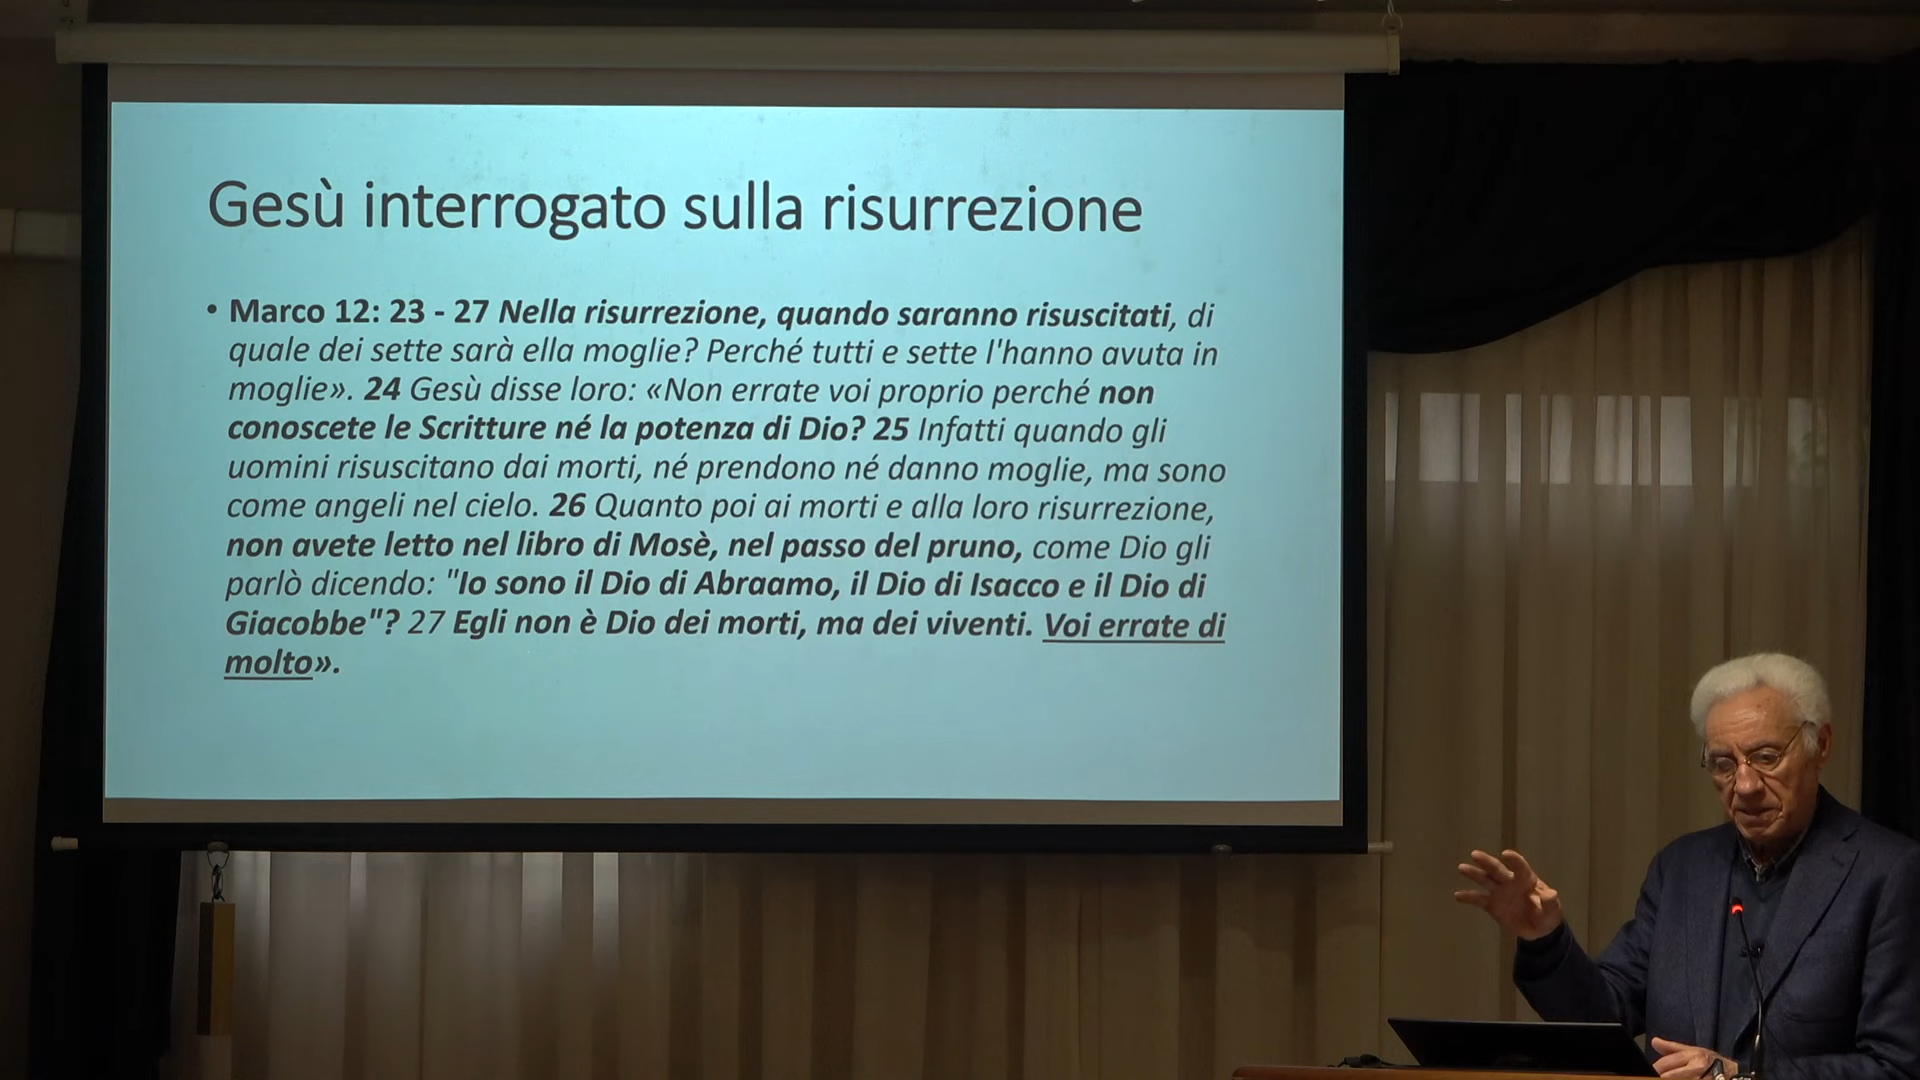 Gesù interrogato sulla risurrezione
• Marco 12: 23 - 27 Nella risurrezione, quando saranno risuscitati, di
quale dei sette sarà ella moglie? Perché tutti e sette l'hanno avuta in
moglie». 24 Gesù disse loro: «Non errate voi proprio perché non
conoscete le Scritture né la potenza di Dio? 25 Infatti quando gli
uomini risuscitano dai morti, né prendono né danno moglie, ma sono
come angeli nel cielo. 26 Quanto poi ai morti e alla loro risurrezione,
non avete letto nel libro di Mosè, nel passo del pruno, come Dio gli
parlò dicendo: "Io sono il Dio di Abraamo, il Dio di Isacco e il Dio di
Giacobbe"? 27 Egli non è Dio dei morti, ma dei viventi. Voi errate di
molto».